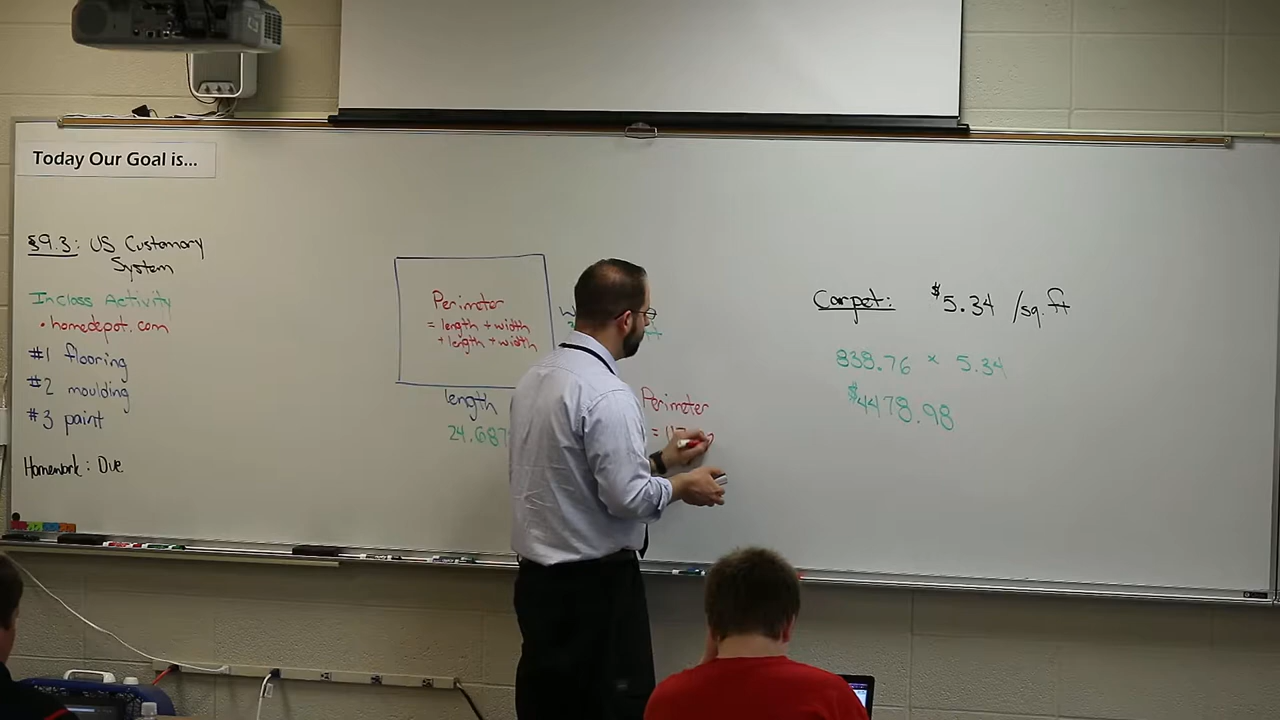 Today Our Goal is...
§9.3: US Customary
System
Inclass Activity
• homedepot.com
#1 flooring
#2 moulding
#3 paint
Homework: Due
Perimeter
= length + width
+ length + width
length
24.687
Perimeter
=
Carpet: $5.34 /sq.ft
838.76 x 5.34
$4478.98